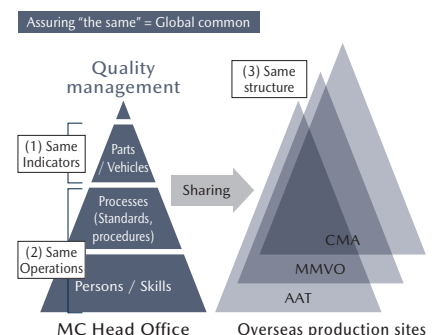 Assuring “the same” = Global common
Quality
management
(1) Same
Indicators
Parts
/ Vehicles
Processes
(Standards,
procedures)
(2) Same
Operations
Persons / Skills
MC Head Office
Sharing
(3) Same
structure
CMA
MMVO
AAT
Overseas production sites